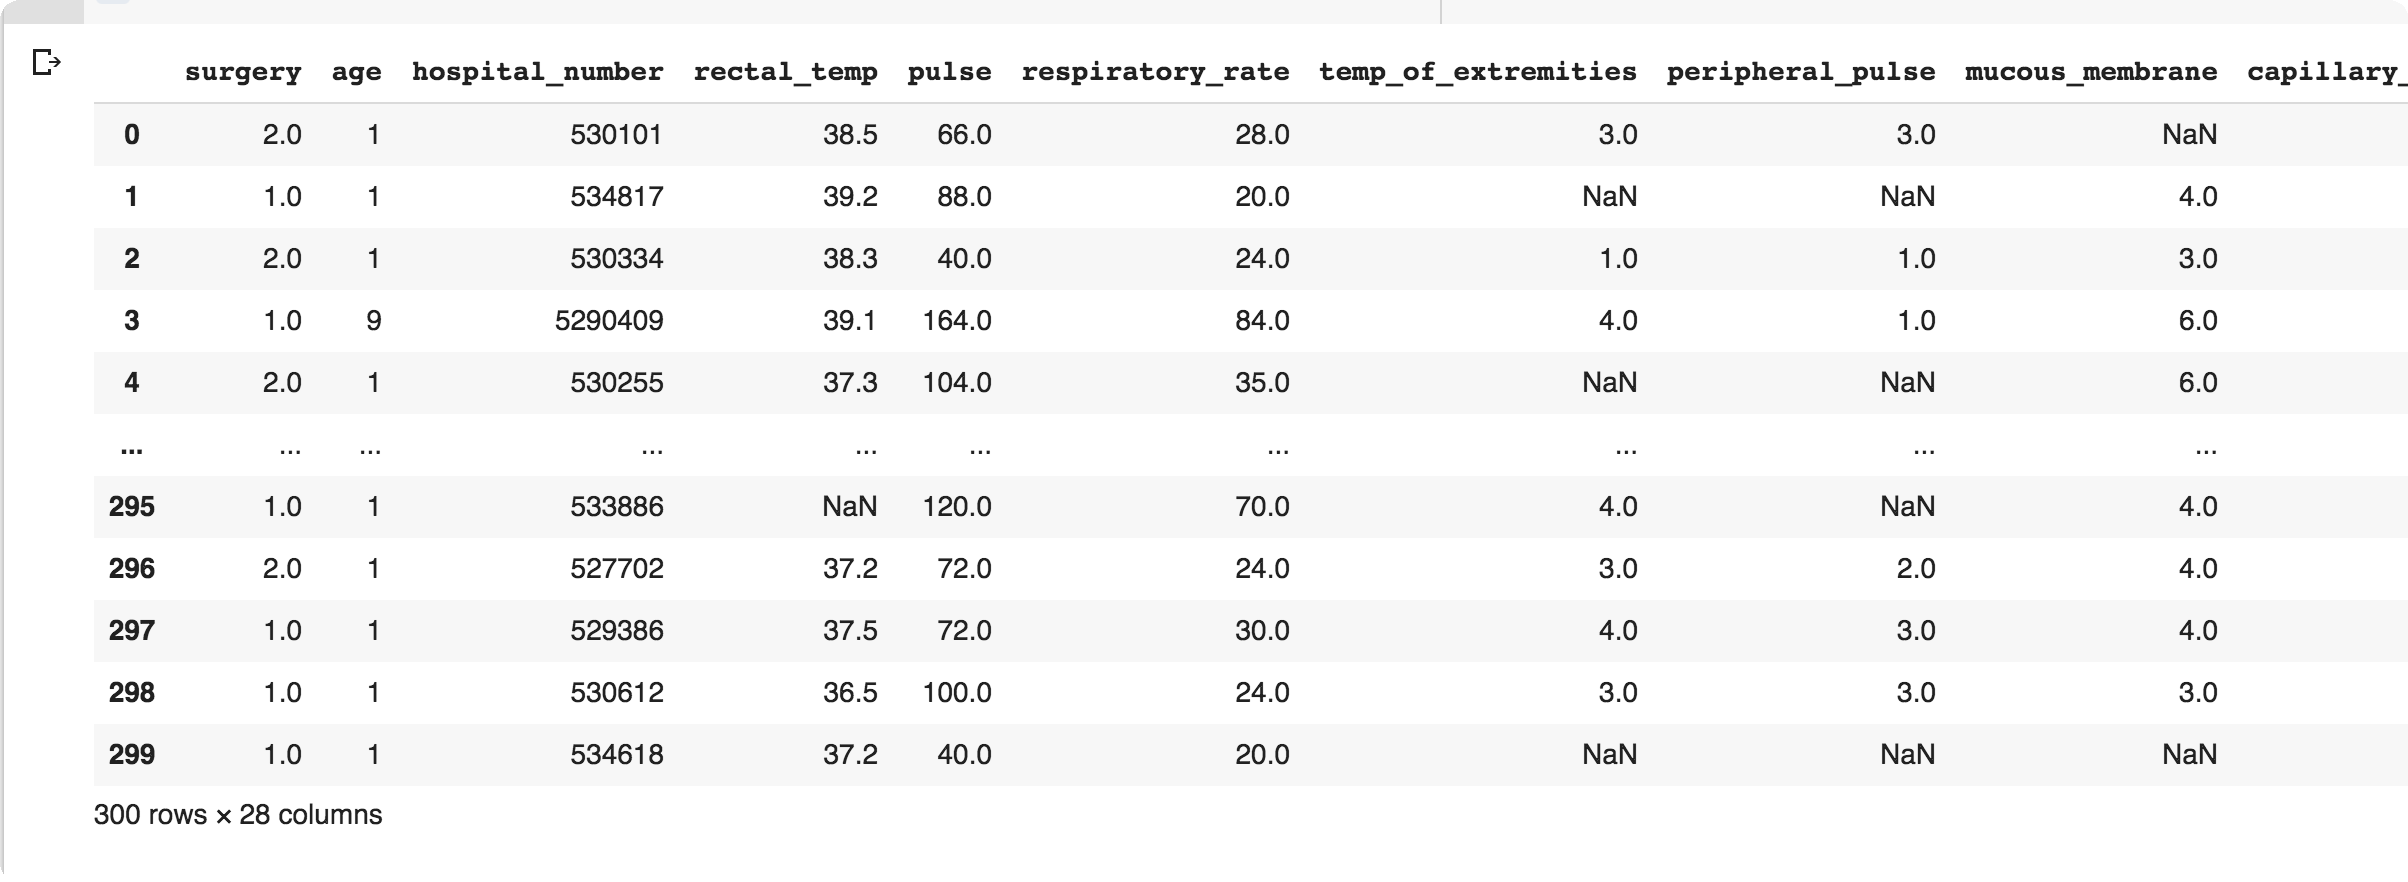 surgery age hospital_number rectal_temp pulse respiratory_rate temp_of_extremities peripheral_pulse mucous_membrane capillary_
0 2.0 1 530101 38.5 66.0 28.0 3.0 3.0 NaN
1 1.0 1 534817 39.2 88.0 20.0 NaN NaN 4.0
2 2.0 1 530334 38.3 40.0 24.0 1.0 1.0 3.0
3 1.0 9 5290409 39.1 164.0 84.0 4.0 1.0 6.0
4 2.0 1 530255 37.3 104.0 35.0 NaN NaN 6.0
... ... ... ... ... ... ... ... ... ...
295 1.0 1 533886 NaN 120.0 70.0 4.0 NaN 4.0
296 2.0 1 527702 37.2 72.0 24.0 3.0 2.0 4.0
297 1.0 1 529386 37.5 72.0 30.0 4.0 3.0 4.0
298 1.0 1 530612 36.5 100.0 24.0 3.0 3.0 3.0
299 1.0 1 534618 37.2 40.0 20.0 NaN NaN NaN
300 rows × 28 columns